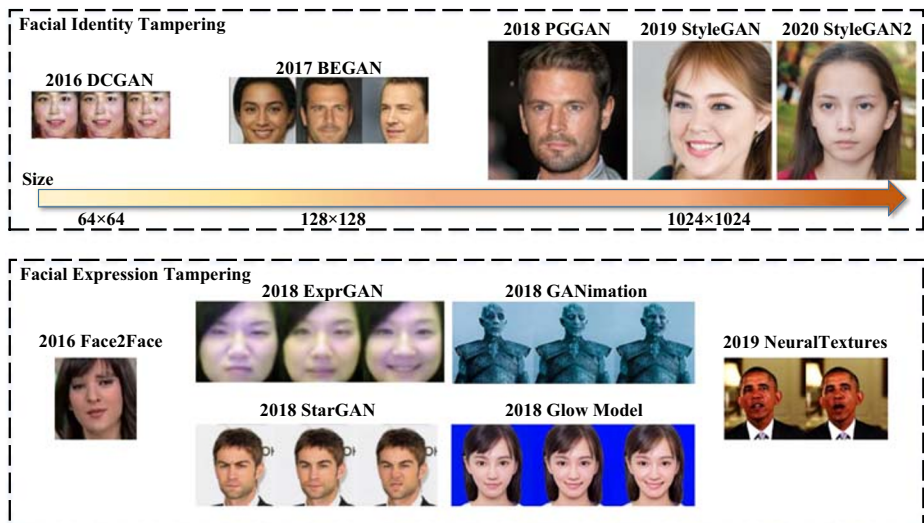 Facial Identity Tampering
2016 DCGAN
2017 BEGAN
2018 PGGAN
2019 StyleGAN
2020 StyleGAN2
Size
64×64
128×128
1024×1024
Facial Expression Tampering
2016 Face2Face
2018 ExprGAN
2018 GANimation
2018 StarGAN
2018 Glow Model
2019 NeuralTextures